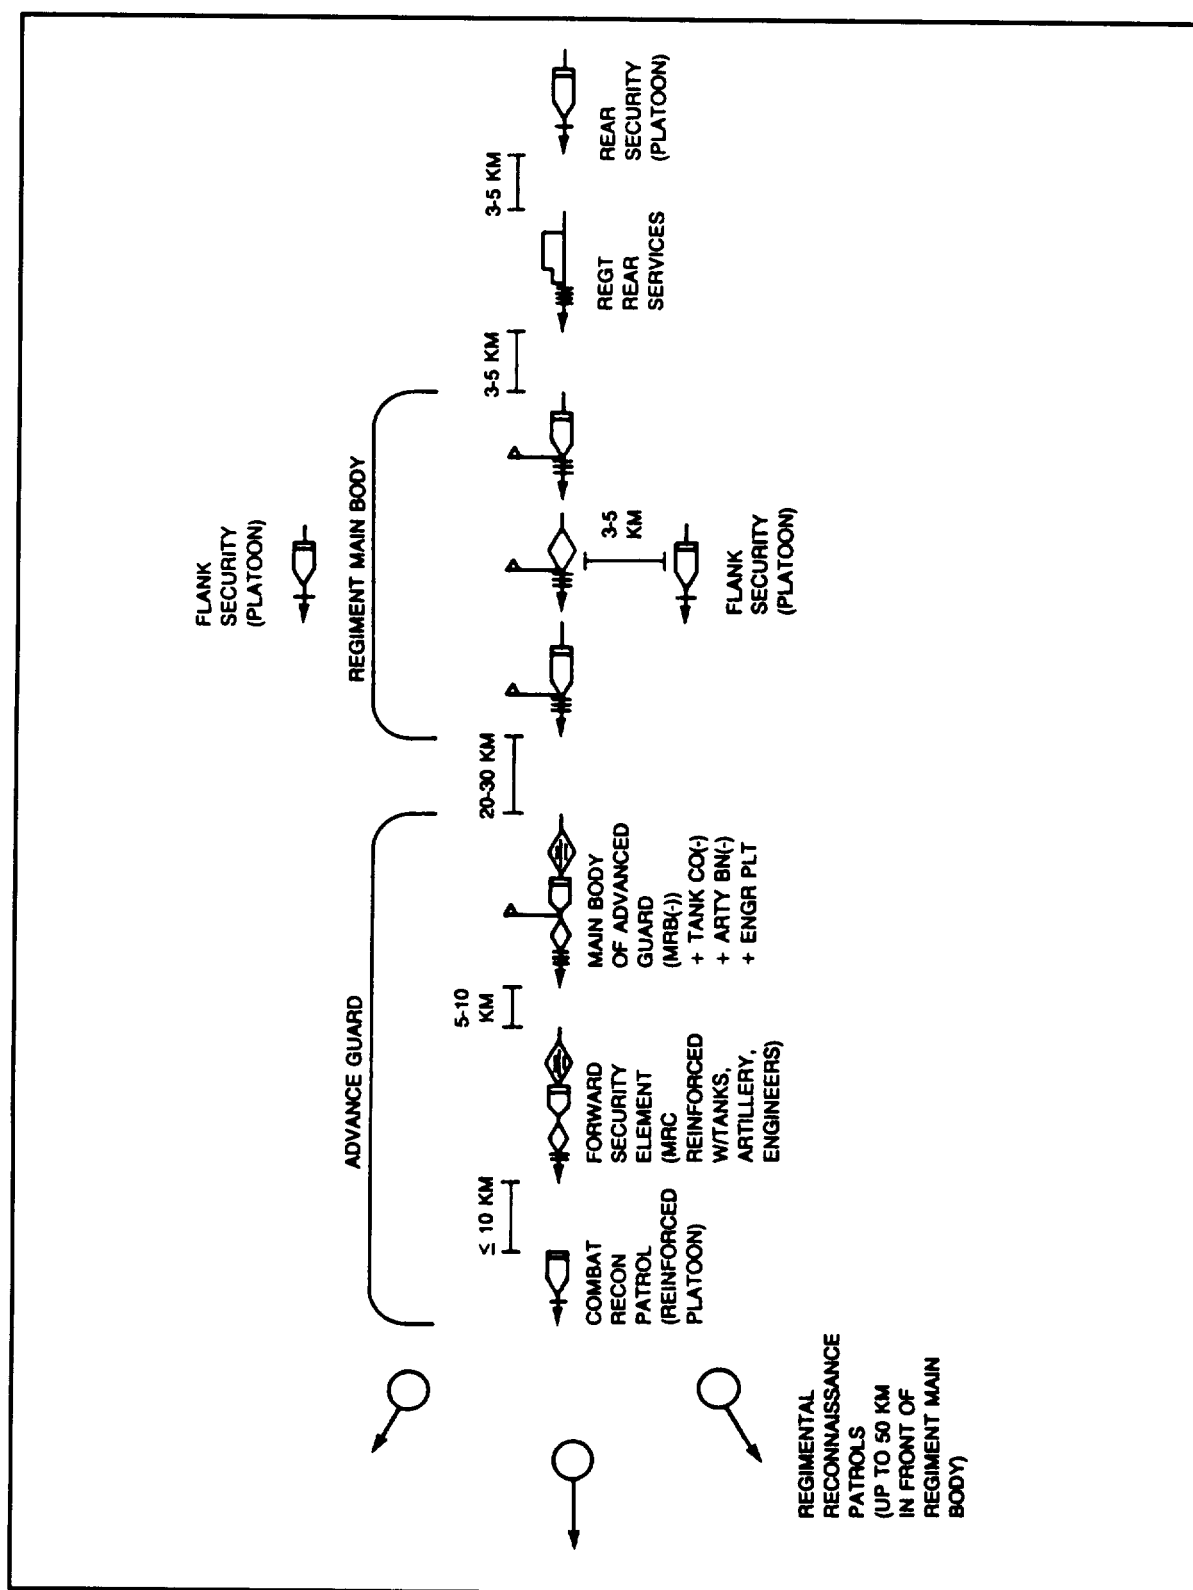 FLANK
SECURITY
(PLATOON)
REGIMENT MAIN BODY
ADVANCE GUARD
≤ 10 KM
5-10
KM
20-30 KM
3-5 KM
3-5 KM
3-5
KM
COMBAT
RECON
PATROL
(REINFORCED
PLATOON)
FORWARD
SECURITY
ELEMENT
(MRC
REINFORCED
W/TANKS,
ARTILLERY,
ENGINEERS)
MAIN BODY
OF ADVANCED
GUARD
(MRB(-))
+ TANK CO(-)
+ ARTY BN(-)
+ ENGR PLT
FLANK
SECURITY
(PLATOON)
REGT
REAR
SERVICES
REAR
SECURITY
(PLATOON)
REGIMENTAL
RECONNAISSANCE
PATROLS
(UP TO 50 KM
IN FRONT OF
REGIMENT MAIN
BODY)